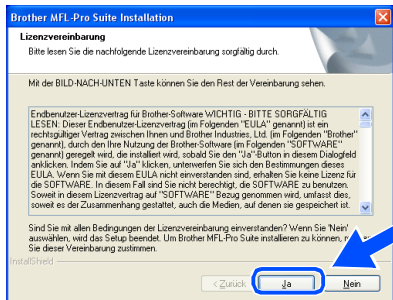 Brother MFL-Pro Suite Installation
Lizenzvereinbarung
Bitte lesen Sie die nachfolgende Lizenzvereinbarung sorgfältig durch.
Mit der BILD-NACH-UNTEN Taste können Sie den Rest der Vereinbarung sehen.
Endbenutzer-Lizenzvertrag für Brother-Software WICHTIG - BITTE SORGFÄLTIG
LESEN: Dieser Endbenutzer-Lizenzvertrag (im Folgenden "EULA" genannt) ist ein
rechtsgültiger Vertrag zwischen Ihnen und Brother Industries, Ltd. (im Folgenden "Brother"
genannt), durch den Ihre Nutzung der Brother-Software (im Folgenden "SOFTWARE"
genannt) geregelt wird, die installiert wird, sobald Sie den "Ja"-Button in diesem Dialogfeld
anklicken. Indem Sie auf "Ja" klicken, unterwerfen Sie sich den Bestimmungen dieses
EULA. Wenn Sie mit diesem EULA nicht einverstanden sind, erhalten Sie keine Lizenz für
die SOFTWARE. In diesem Fall sind Sie nicht berechtigt, die SOFTWARE zu benutzen.
Soweit in diesem Lizenzvertrag auf "SOFTWARE" Bezug genommen wird, umfasst dies,
soweit es der Zusammenhang gestattet, auch die Medien, auf denen sie gespeichert ist.
Sind Sie mit allen Bedingungen der Lizenzvereinbarung einverstanden? Wenn Sie 'Nein'
auswählen, wird das Setup beendet. Um Brother MFL-Pro Suite installieren zu können,
Sie dieser Vereinbarung zustimmen.
InstallShield
< Zurück
Ja
Nein